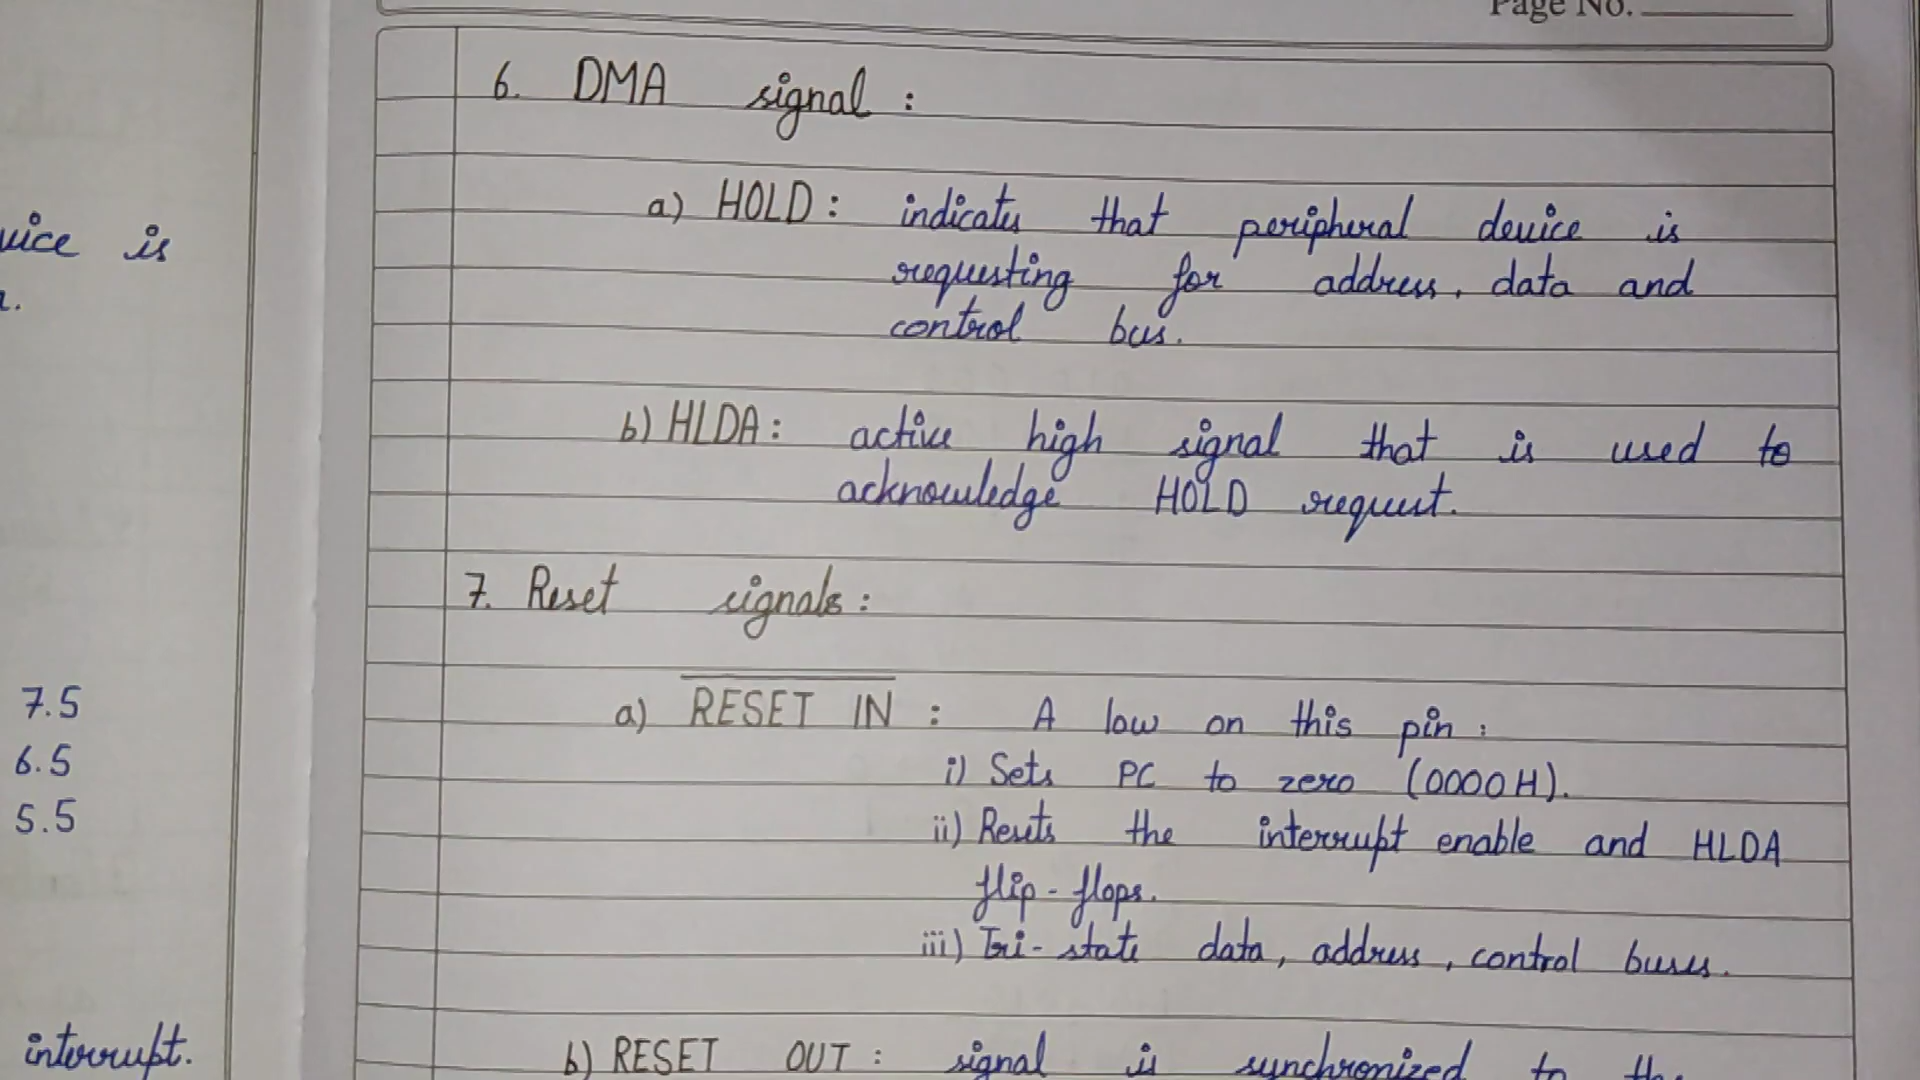 Page No.
6. DMA signal :
a) HOLD : indicates that peripheral device is
requesting for address, data and
control bus.
b) HLDA : active high signal that is used to
acknowledge HOLD request.
7. Reset signals :
a) RESET IN : A low on this pin :
i) Sets PC to zero (0000H).
ii) Resets the interrupt enable and HLDA
flip-flops.
iii) Tri-state data, address, control buses.
b) RESET OUT : signal is synchronized to the
is
7.5
6.5
5.5
interrupt.